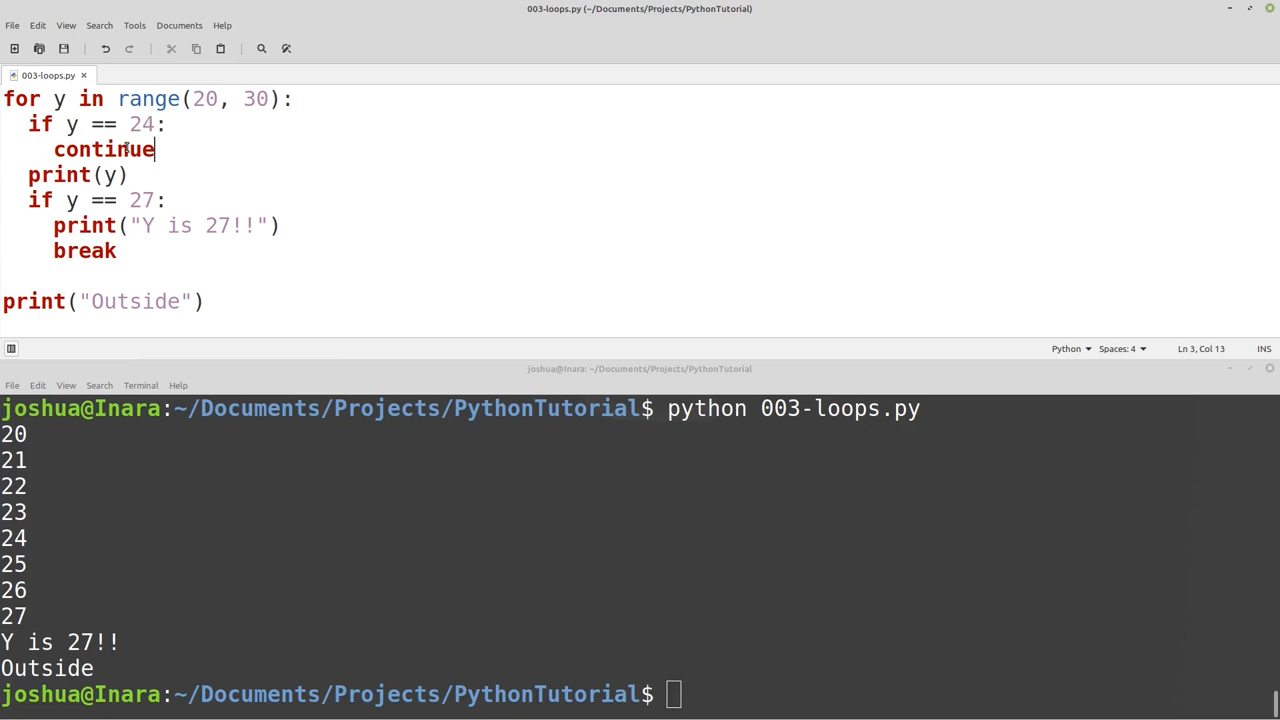 003-loops.py (~/Documents/Projects/PythonTutorial)
File Edit View Search Tools Documents Help
003-loops.py ×
for y in range(20, 30):
  if y == 24:
    continue
  print(y)
  if y == 27:
    print("Y is 27!!")
    break
print("Outside")
Python Spaces: 4 Ln 3, Col 13 INS
joshua@Inara: ~/Documents/Projects/PythonTutorial
File Edit View Search Terminal Help
joshua@Inara:~/Documents/Projects/PythonTutorial$ python 003-loops.py
20
21
22
23
24
25
26
27
Y is 27!!
Outside
joshua@Inara:~/Documents/Projects/PythonTutorial$